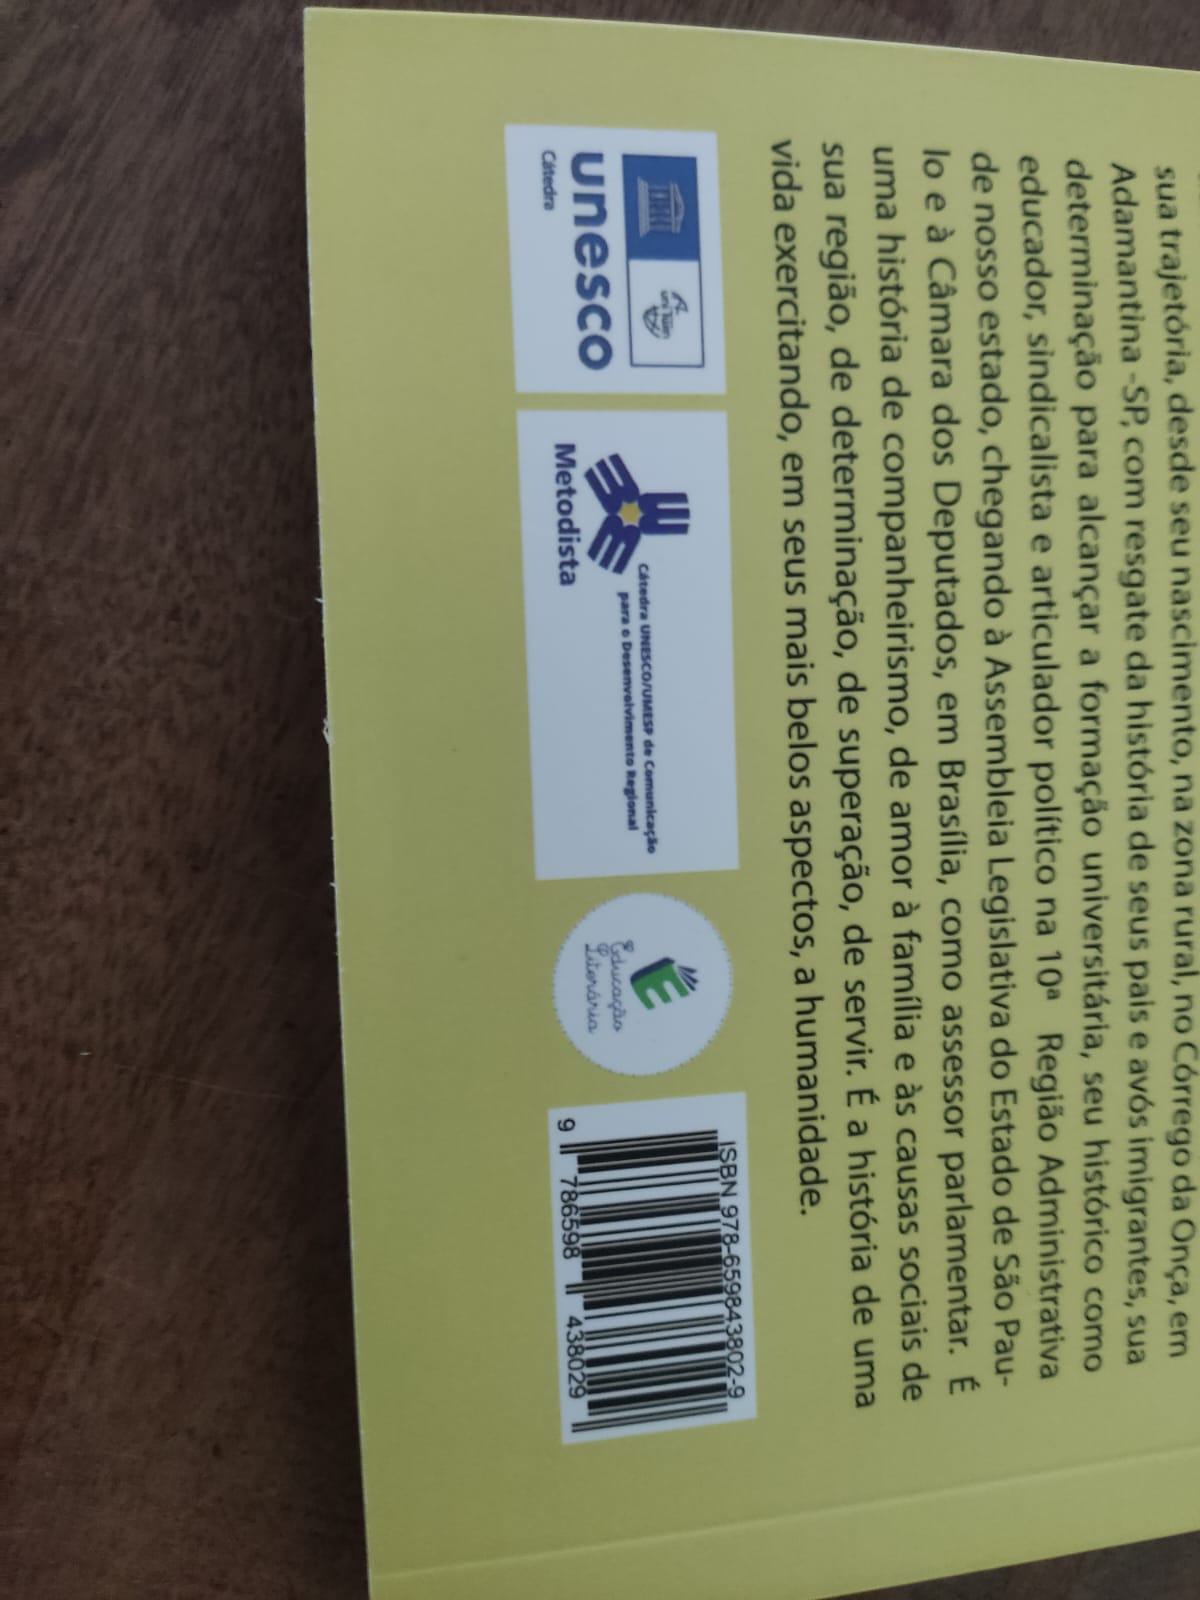 sua trajetória, desde seu nascimento, na zona rural, no Córrego da Onça, em
Adamantina -SP, com resgate da história de seus pais e avós imigrantes, sua
determinação para alcançar a formação universitária, seu histórico como
educador, sindicalista e articulador político na 10ª Região Administrativa
de nosso estado, chegando à Assembleia Legislativa do Estado de São Pau-
lo e à Câmara dos Deputados, em Brasília, como assessor parlamentar. É
uma história de companheirismo, de amor à família e às causas sociais de
sua região, de determinação, de superação, de servir. É a história de uma
vida exercitando, em seus mais belos aspectos, a humanidade.
unesco
Cátedra
Cátedra UNESCO/UMESP de Comunicação
para o Desenvolvimento Regional
Metodista
E
Educação
Literária
ISBN 978-659843802-9
9 786598 438029